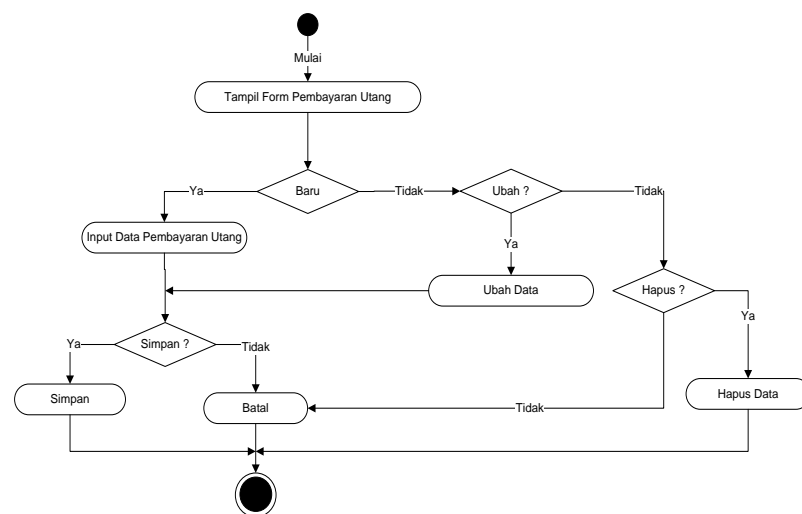 Mulai
Tampil Form Pembayaran Utang
Ya
Baru
Tidak
Ubah ?
Tidak
Input Data Pembayaran Utang
Ya
Ubah Data
Hapus ?
Ya
Ya
Simpan ?
Tidak
Simpan
Batal
Tidak
Hapus Data